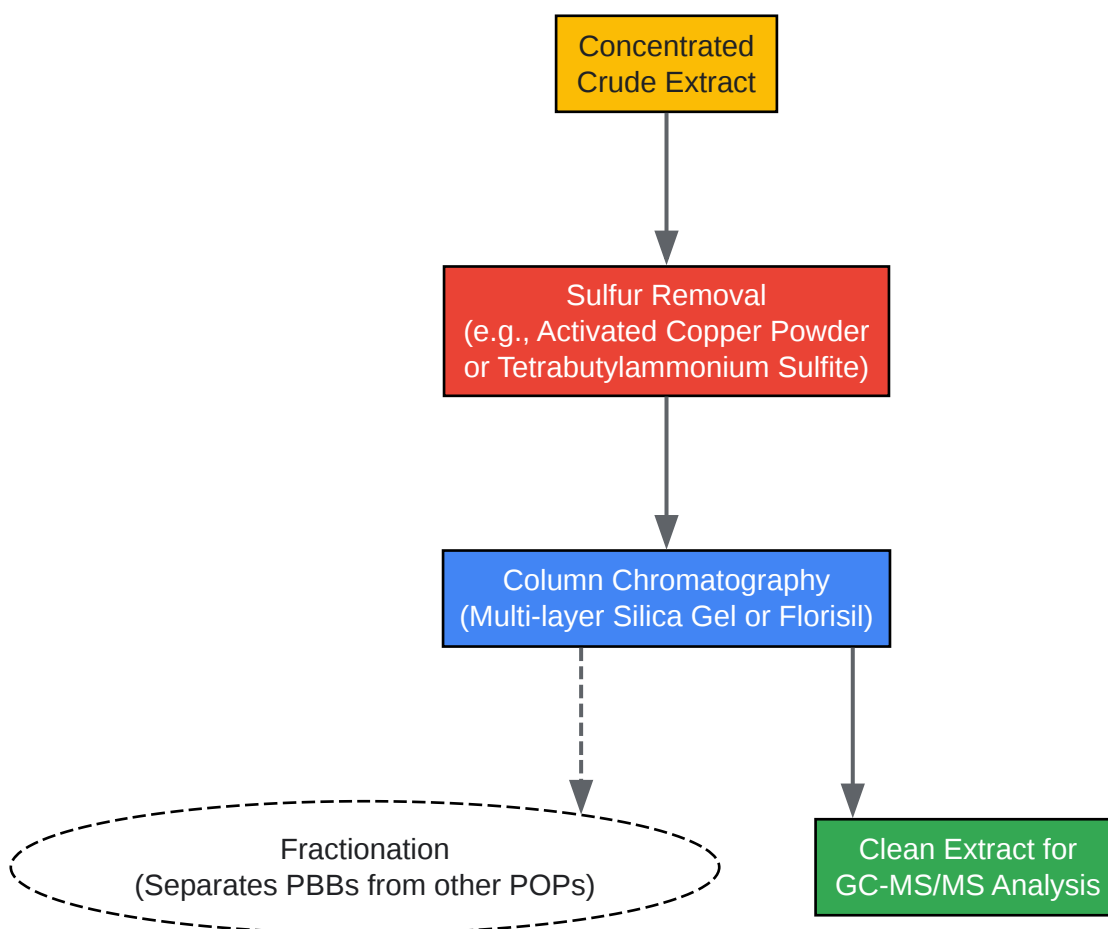 Concentrated
Crude Extract
Sulfur Removal
(e.g., Activated Copper Powder
or Tetrabutylammonium Sulfite)
Column Chromatography
(Multi-layer Silica Gel or Florisil)
Fractionation
(Separates PBBs from other POPs)
Clean Extract for
GC-MS/MS Analysis